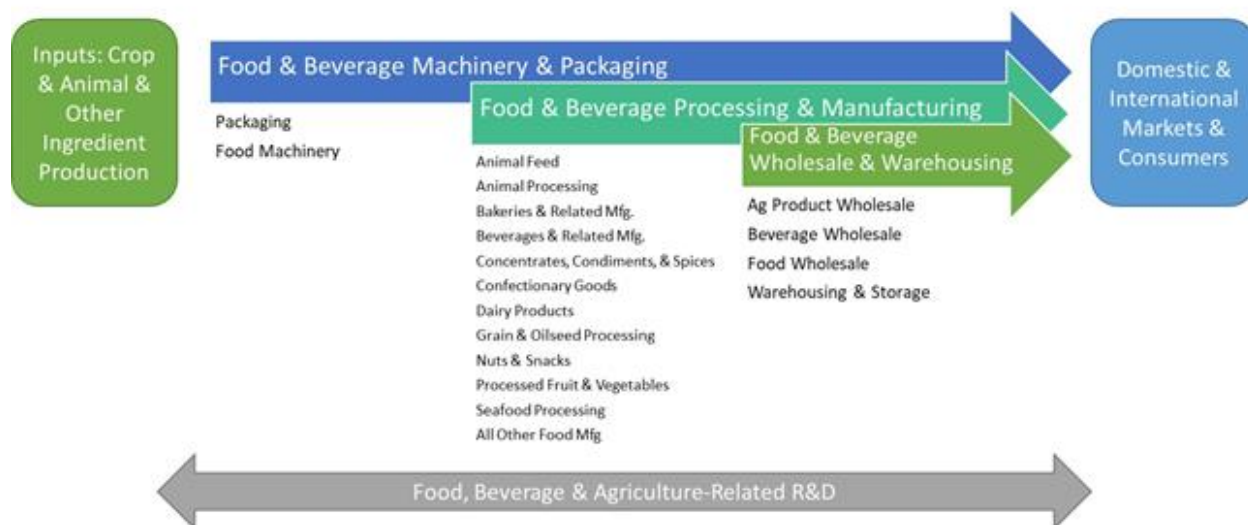 Inputs: Crop
& Animal &
Other
Ingredient
Production
Food & Beverage Machinery & Packaging
Packaging
Food Machinery
Food & Beverage Processing & Manufacturing
Animal Feed
Animal Processing
Bakeries & Related Mfg.
Beverages & Related Mfg.
Concentrates, Condiments, & Spices
Confectionary Goods
Dairy Products
Grain & Oilseed Processing
Nuts & Snacks
Processed Fruit & Vegetables
Seafood Processing
All Other Food Mfg
Food & Beverage
Wholesale & Warehousing
Ag Product Wholesale
Beverage Wholesale
Food Wholesale
Warehousing & Storage
Domestic &
International
Markets &
Consumers
Food, Beverage & Agriculture-Related R&D